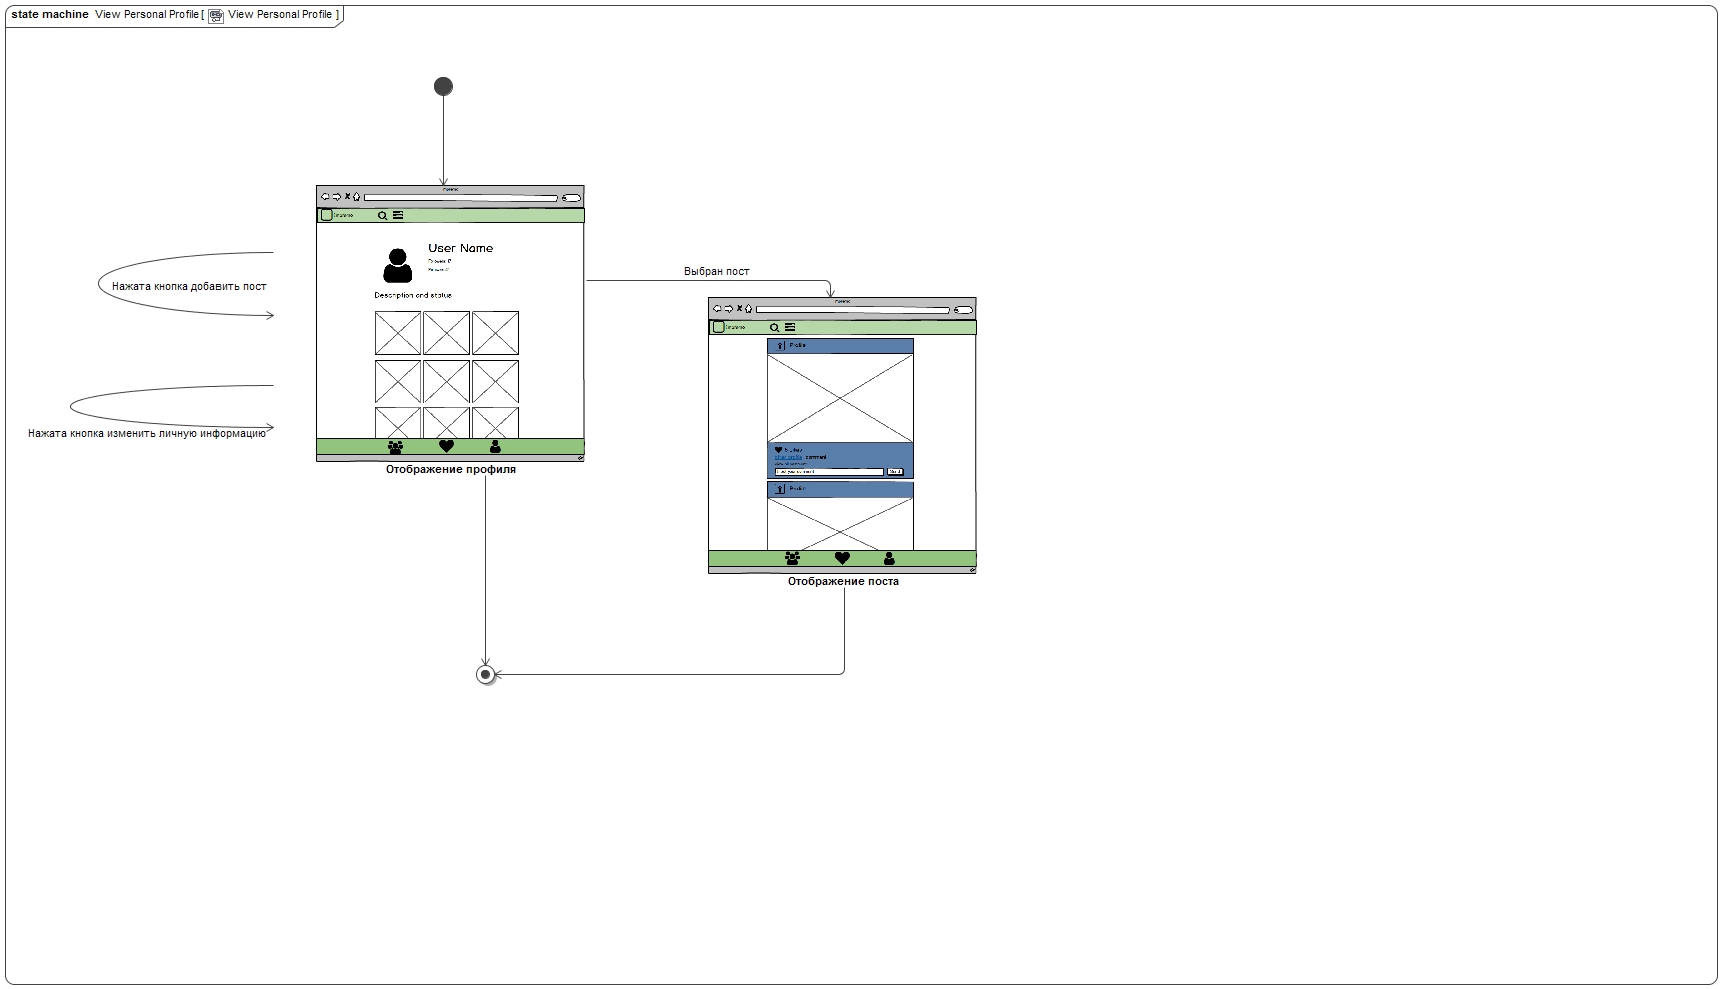 state machine View Personal Profile [ View Personal Profile ]
User Name
Description and status
Нажата кнопка добавить пост
Нажата кнопка изменить личную информацию
Отображение профиля
Выбран пост
Profile
comment
Profile
Отображение поста